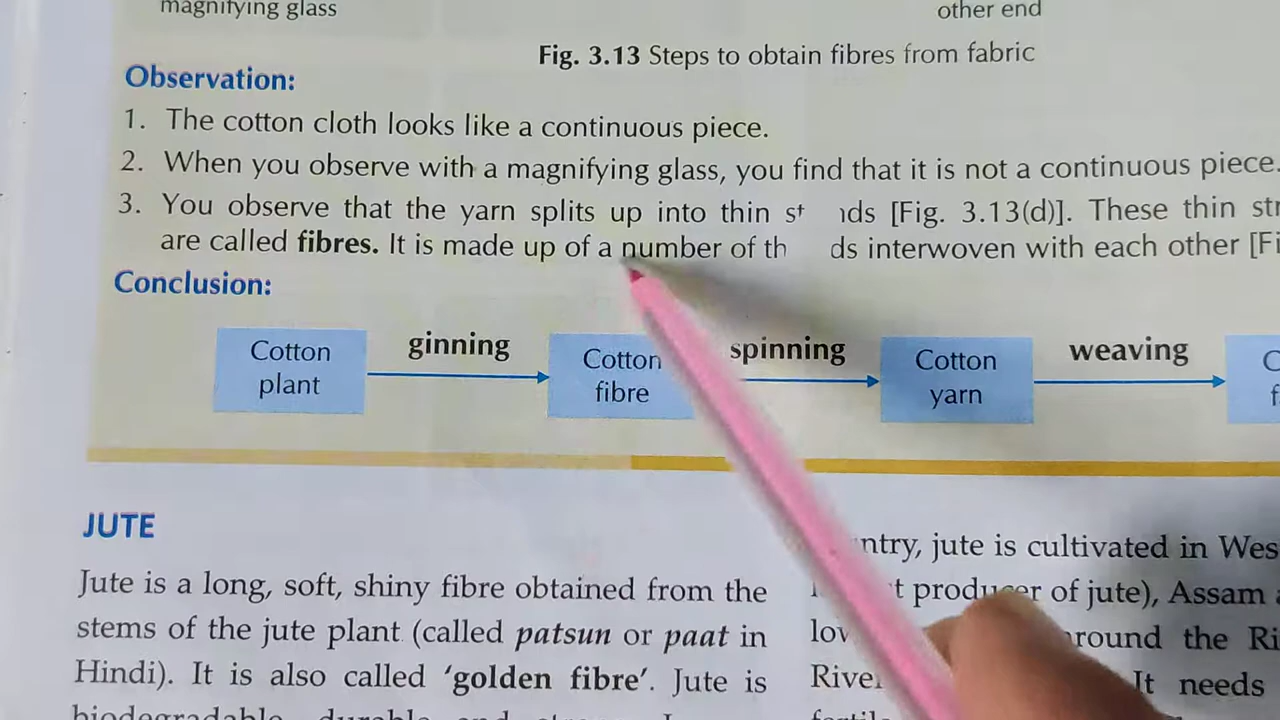 magnifying glass
other end
Fig. 3.13 Steps to obtain fibres from fabric
Observation:
1. The cotton cloth looks like a continuous piece.
2. When you observe with a magnifying glass, you find that it is not a continuous piece.
3. You observe that the yarn splits up into thin [Fig. 3.13(d)]. These thin
are called fibres. It is made up of a number of interwoven with each other
Conclusion:
Cotton plant
ginning
Cotton fibre
spinning
Cotton yarn
weaving
JUTE
Jute is a long, soft, shiny fibre obtained from the
stems of the jute plant (called patsun or paat in
Hindi). It is also called 'golden fibre'. Jute is
jute is cultivated in
of jute), Assam
the
It needs